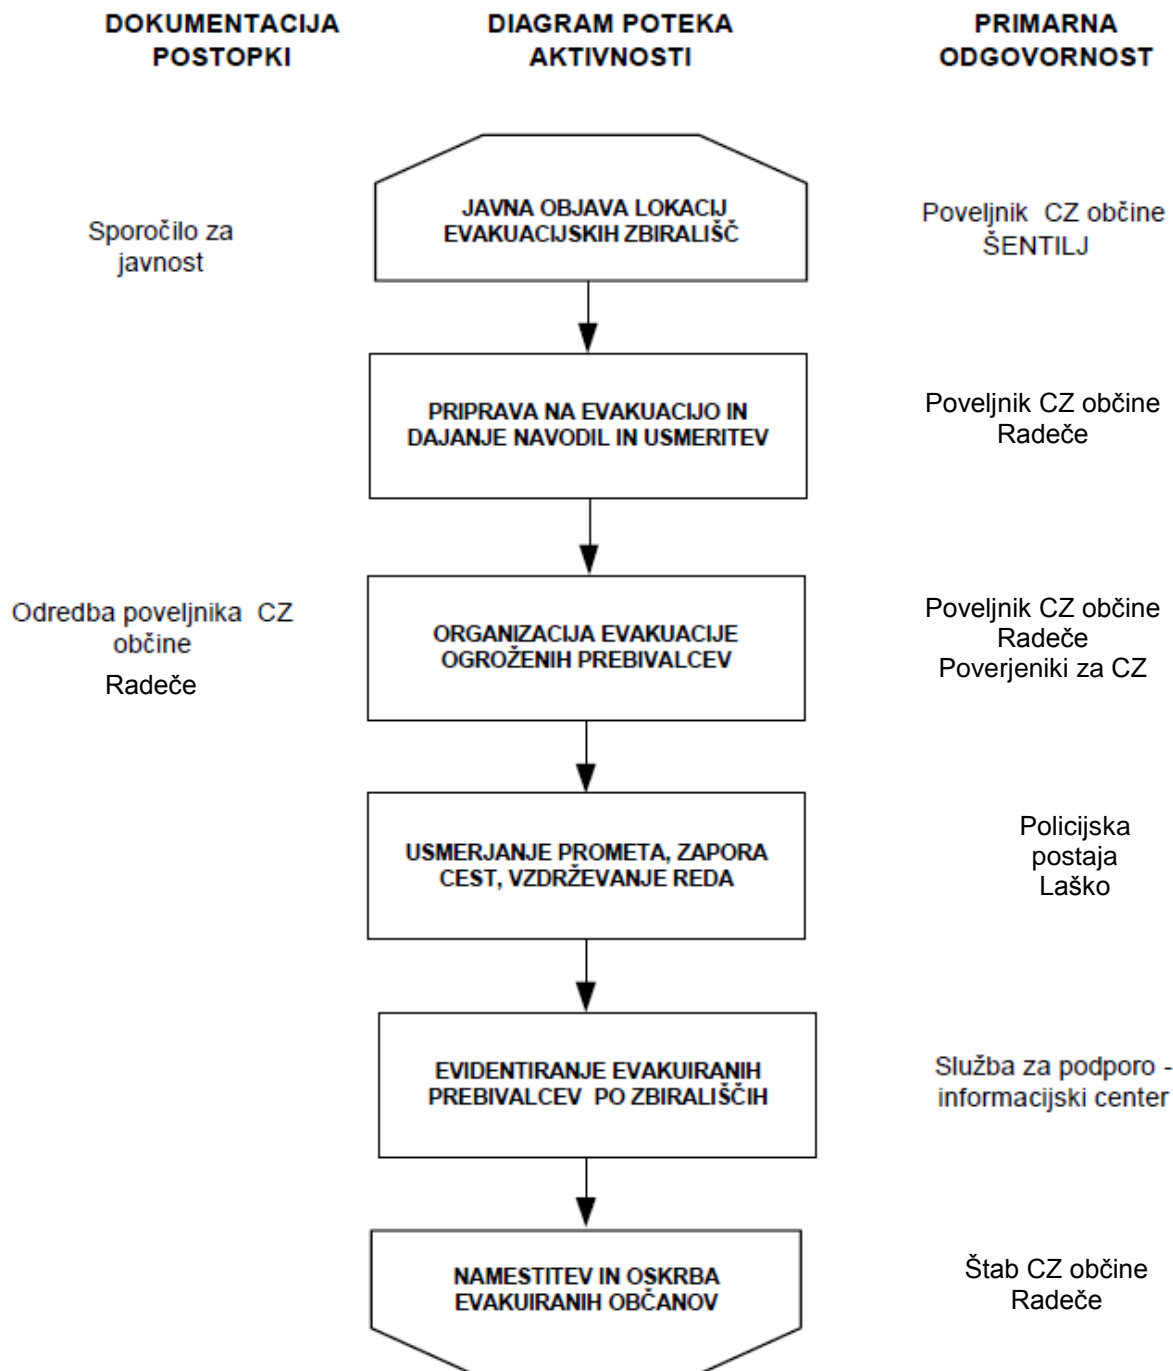 DOKUMENTACIJA
POSTOPKI
DIAGRAM POTEKA
AKTIVNOSTI
PRIMARNA
ODGOVORNOST
Sporočilo za
javnost
JAVNA OBJAVA LOKACIJ
EVAKUACIJSKIH ZBIRALIŠČ
Poveljnik CZ občine
ŠENTILJ
PRIPRAVA NA EVAKUACIJO IN
DAJANJE NAVODIL IN USMERITEV
Poveljnik CZ občine
Radeče
Odredba poveljnika CZ
občine
Radeče
ORGANIZACIJA EVAKUACIJE
OGROŽENIH PREBIVALCEV
Poveljnik CZ občine
Radeče
Poverjeniki za CZ
USMERJANJE PROMETA, ZAPORA
CEST, VZDRŽEVANJE REDA
Policijska
postaja
Laško
EVIDENTIRANJE EVAKUIRANIH
PREBIVALCEV PO ZBIRALIŠČIH
Služba za podporo -
informacijski center
NAMESTITEV IN OSKRBA
EVAKUIRANIH OBČANOV
Štab CZ občine
Radeče